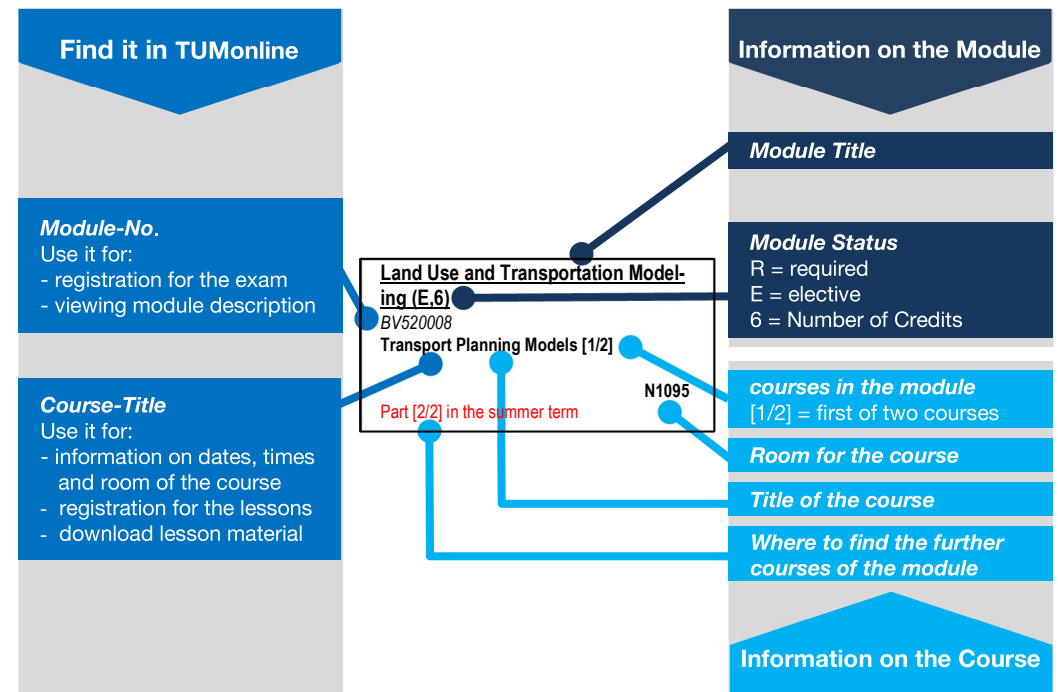 Find it in TUMonline
Module-No.
Use it for:
- registration for the exam
- viewing module description
Course-Title
Use it for:
- information on dates, times
and room of the course
- registration for the lessons
- download lesson material
Land Use and Transportation Model-
ing (E,6)
BV520008
Transport Planning Models [1/2]
N1095
Part [2/2] in the summer term
Information on the Module
Module Title
Module Status
R = required
E = elective
6 = Number of Credits
courses in the module
[1/2] = first of two courses
Room for the course
Title of the course
Where to find the further
courses of the module
Information on the Course